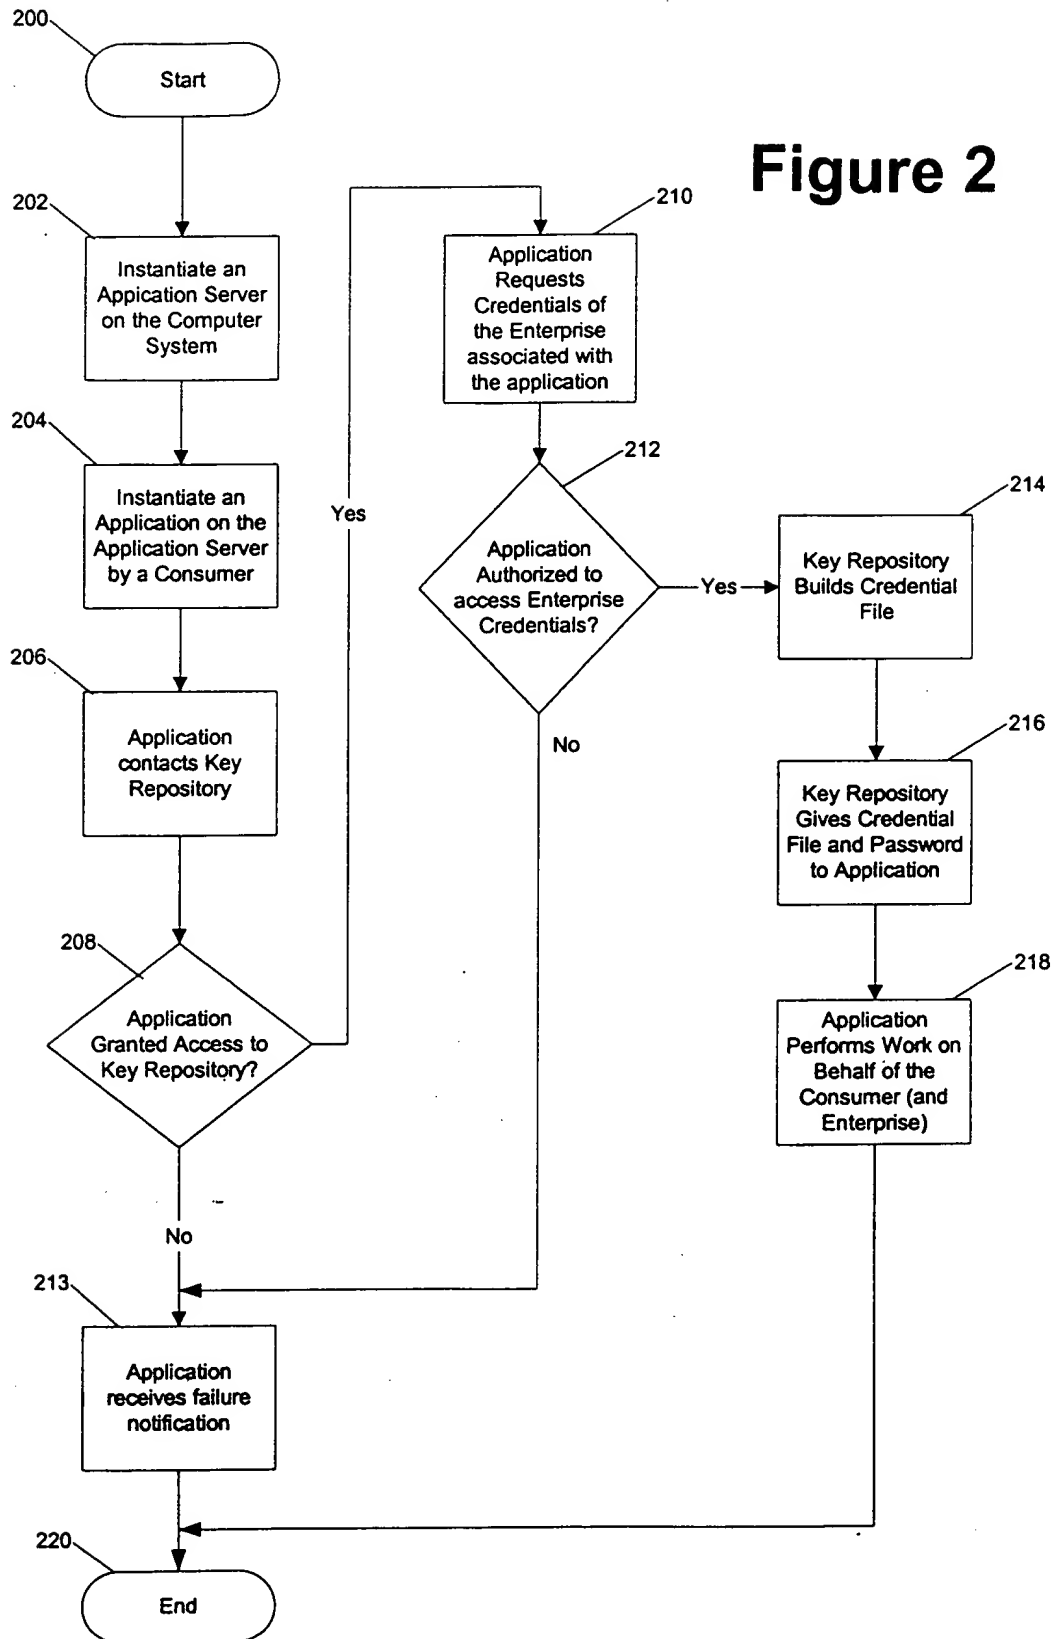 200
Start
Figure 2
202
Instantiate an
Appication Server
on the Computer
System
204
Instantiate an
Application on the
Application Server
by a Consumer
206
Application
contacts Key
Repository
208
Application
Granted Access to
Key Repository?
Yes
No
210
Application
Requests
Credentials of
the Enterprise
associated with
the application
212
Application
Authorized to
access Enterprise
Credentials?
Yes
No
214
Key Repository
Builds Credential
File
216
Key Repository
Gives Credential
File and Password
to Application
218
Application
Performs Work on
Behalf of the
Consumer (and
Enterprise)
213
Application
receives failure
notification
220
End